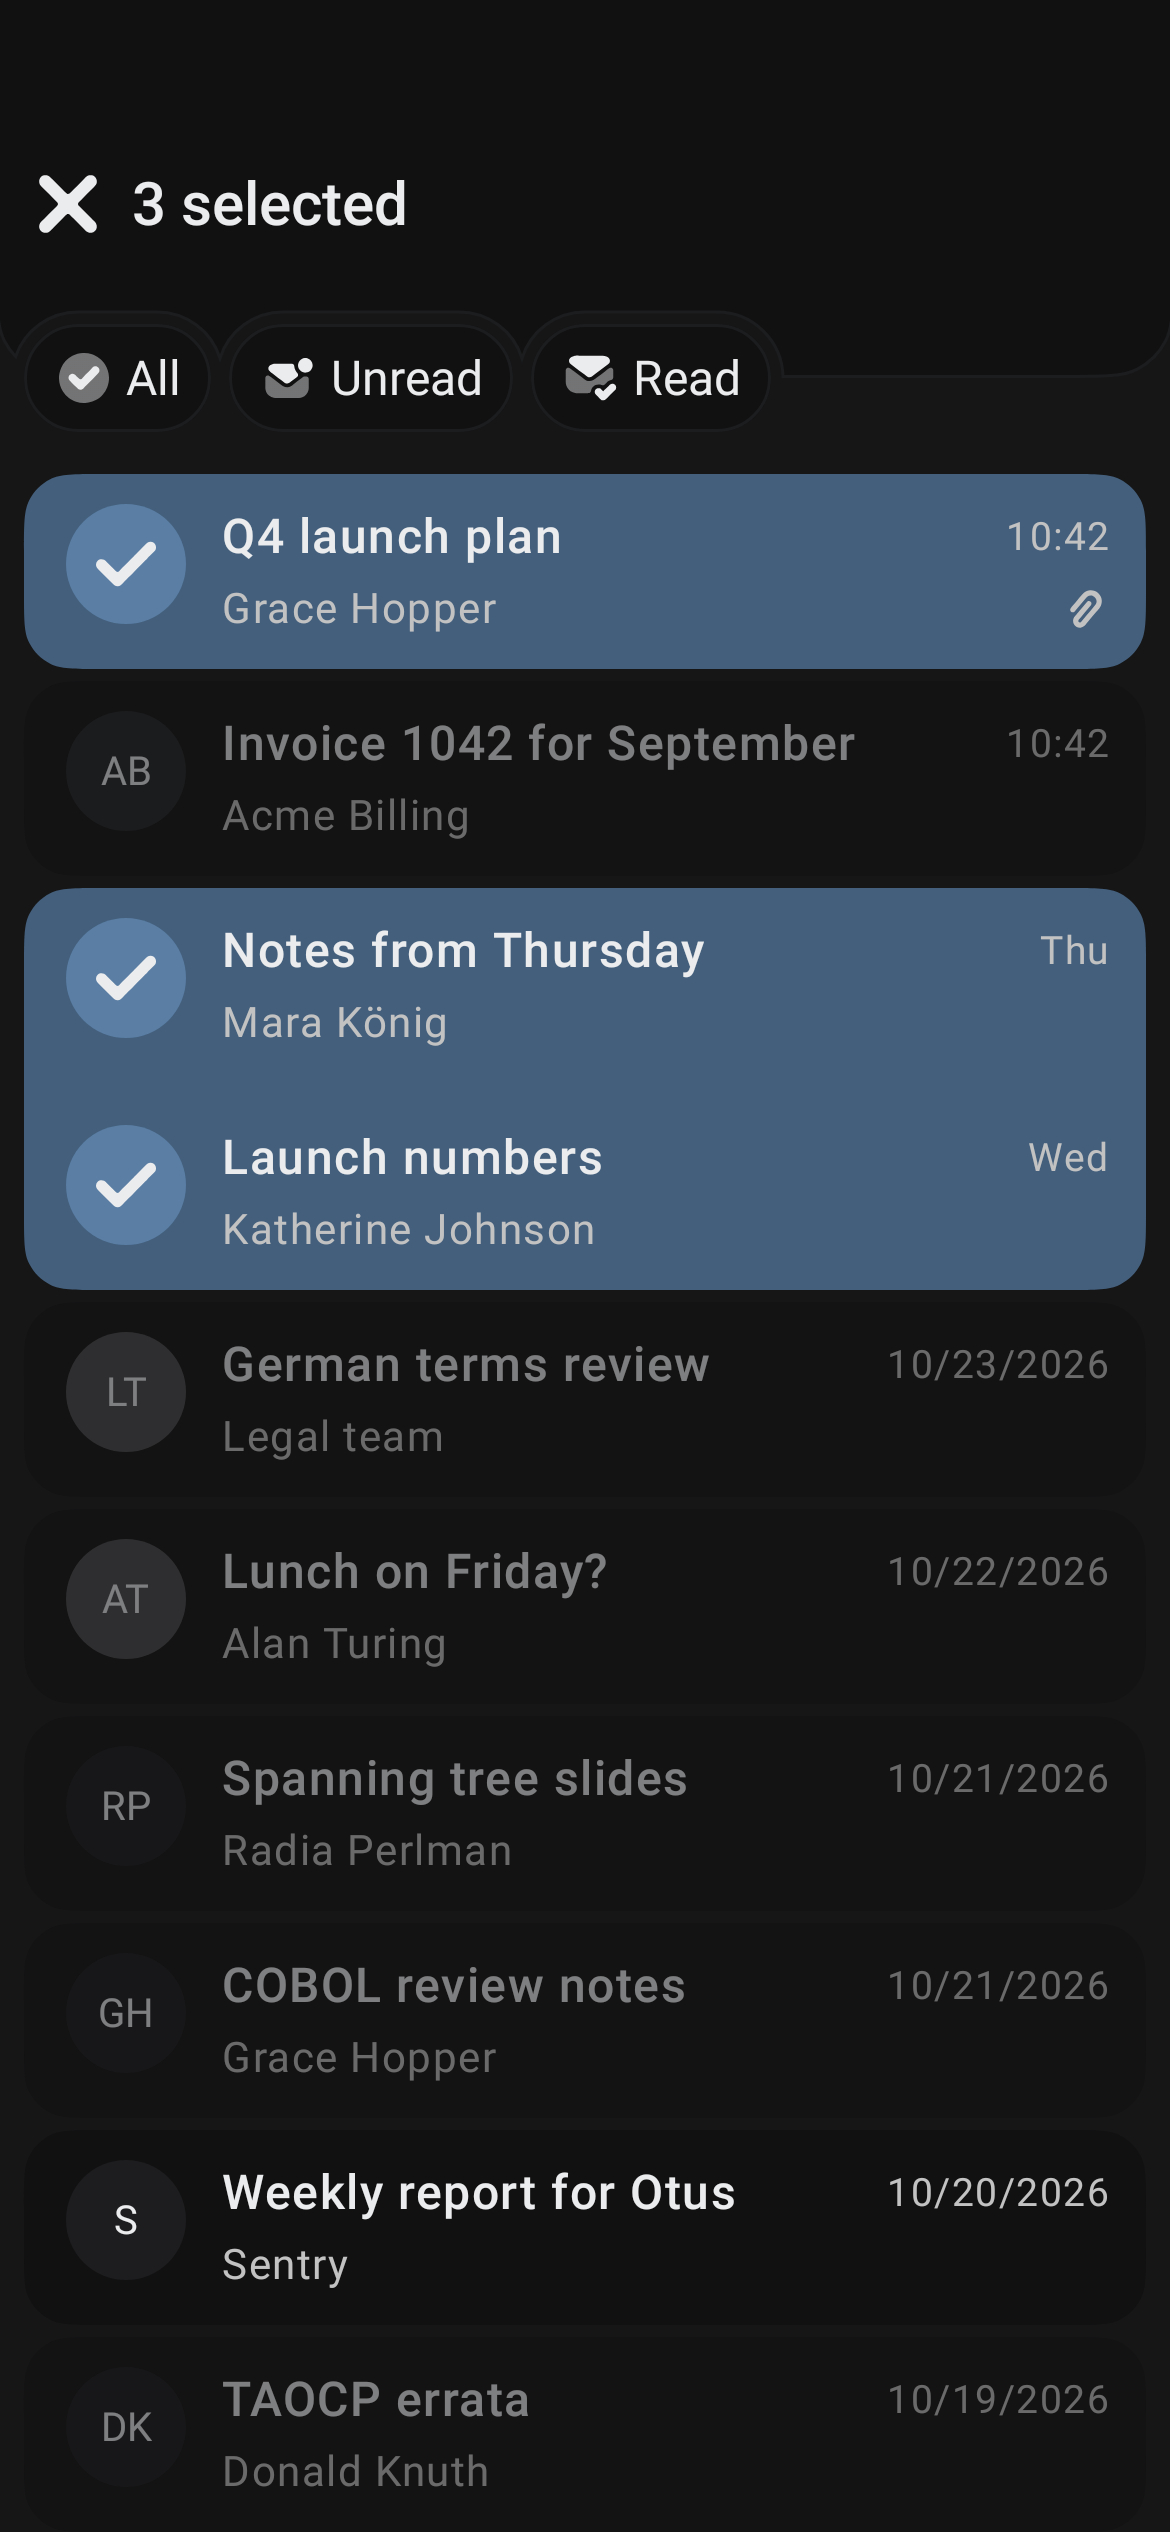 3 selected
All Unread Read
Q4 launch plan 10:42
Grace Hopper
AB Invoice 1042 for September 10:42
Acme Billing
Notes from Thursday Thu
Mara König
Launch numbers Wed
Katherine Johnson
LT German terms review 10/23/2026
Legal team
AT Lunch on Friday? 10/22/2026
Alan Turing
RP Spanning tree slides 10/21/2026
Radia Perlman
GH COBOL review notes 10/21/2026
Grace Hopper
S Weekly report for Otus 10/20/2026
Sentry
DK TAOCP errata 10/19/2026
Donald Knuth